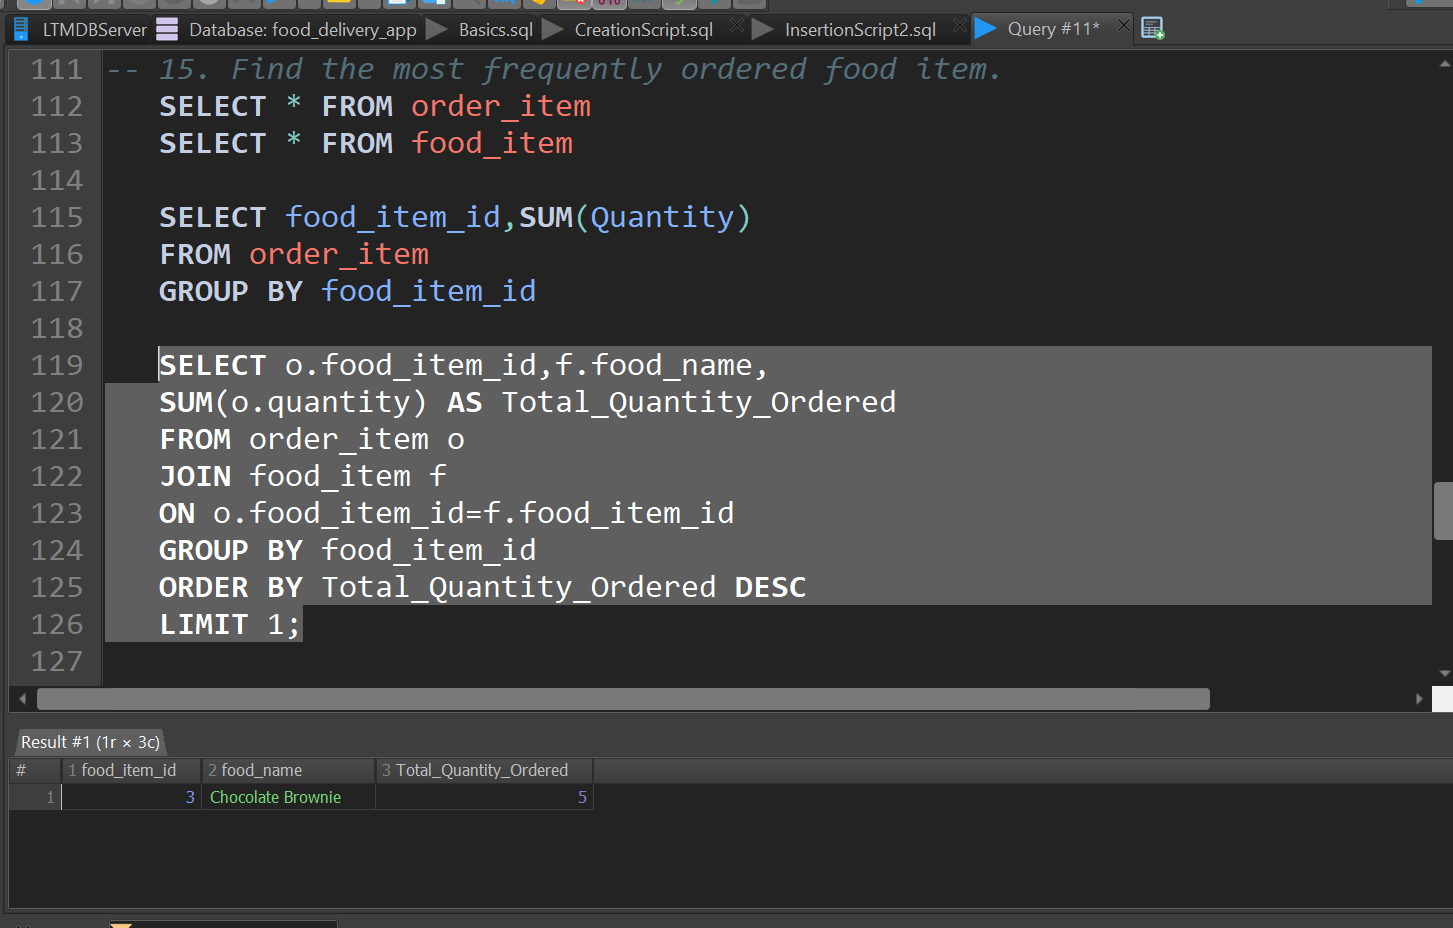 LTMDBServer Database: food_delivery_app Basics.sql CreationScript.sql InsertionScript2.sql Query #11*
111 -- 15. Find the most frequently ordered food item.
112 SELECT * FROM order_item
113 SELECT * FROM food_item
114
115 SELECT food_item_id,SUM(Quantity)
116 FROM order_item
117 GROUP BY food_item_id
118
119 SELECT o.food_item_id,f.food_name,
120 SUM(o.quantity) AS Total_Quantity_Ordered
121 FROM order_item o
122 JOIN food_item f
123 ON o.food_item_id=f.food_item_id
124 GROUP BY food_item_id
125 ORDER BY Total_Quantity_Ordered DESC
126 LIMIT 1;
127
Result #1 (1r × 3c)
# 1 food_item_id 2 food_name 3 Total_Quantity_Ordered
1 3 Chocolate Brownie 5